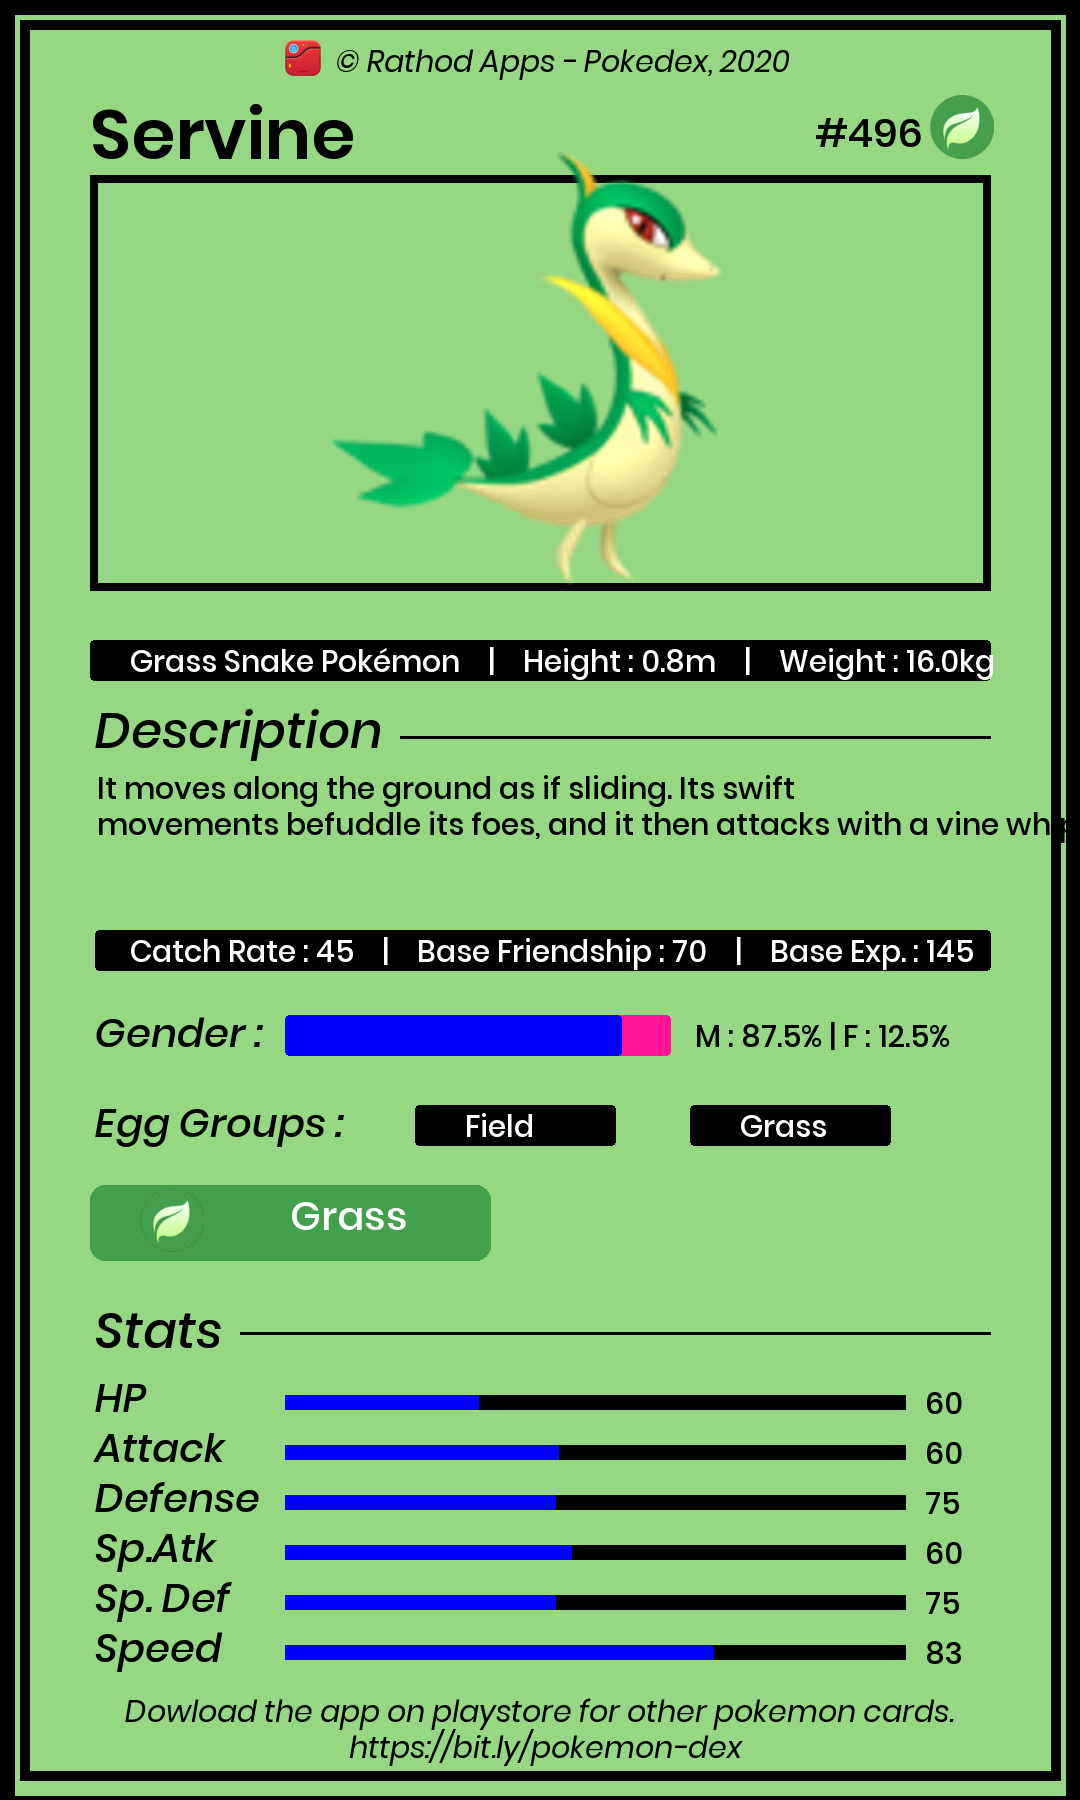 © Rathod Apps - Pokedex, 2020
Servine
#496
Grass Snake Pokémon | Height : 0.8m | Weight : 16.0kg
Description
It moves along the ground as if sliding. Its swift
movements befuddle its foes, and it then attacks with a vine whip
Catch Rate : 45 | Base Friendship : 70 | Base Exp. : 145
Gender : M : 87.5% | F : 12.5%
Egg Groups : Field Grass
Grass
Stats
HP 60
Attack 60
Defense 75
Sp.Atk 60
Sp. Def 75
Speed 83
Dowload the app on playstore for other pokemon cards.
https://bit.ly/pokemon-dex